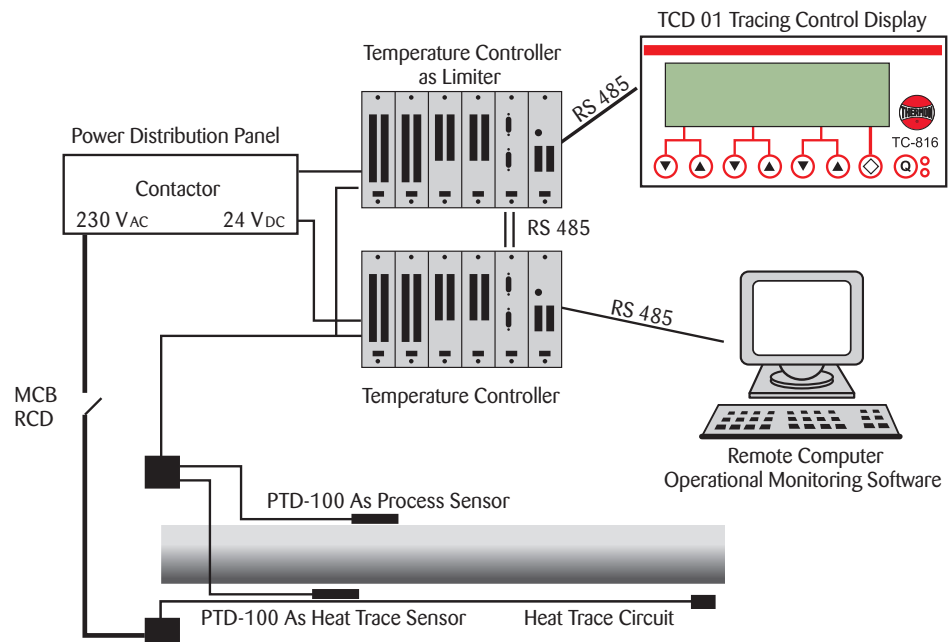 TCD 01 Tracing Control Display
Temperature Controller
as Limiter
RS 485
THERMON
TC-816
Q
Power Distribution Panel
Contactor
230 VAC 24 VDC
RS 485
RS 485
Temperature Controller
MCB
RCD
Remote Computer
Operational Monitoring Software
PTD-100 As Process Sensor
PTD-100 As Heat Trace Sensor
Heat Trace Circuit